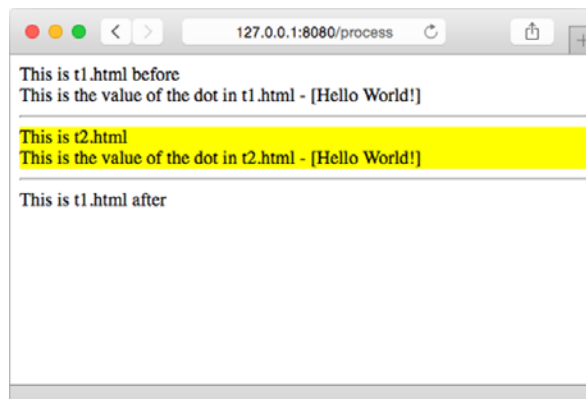 127.0.0.1:8080/process
This is t1.html before
This is the value of the dot in t1.html - [Hello World!]
This is t2.html
This is the value of the dot in t2.html - [Hello World!]
This is t1.html after